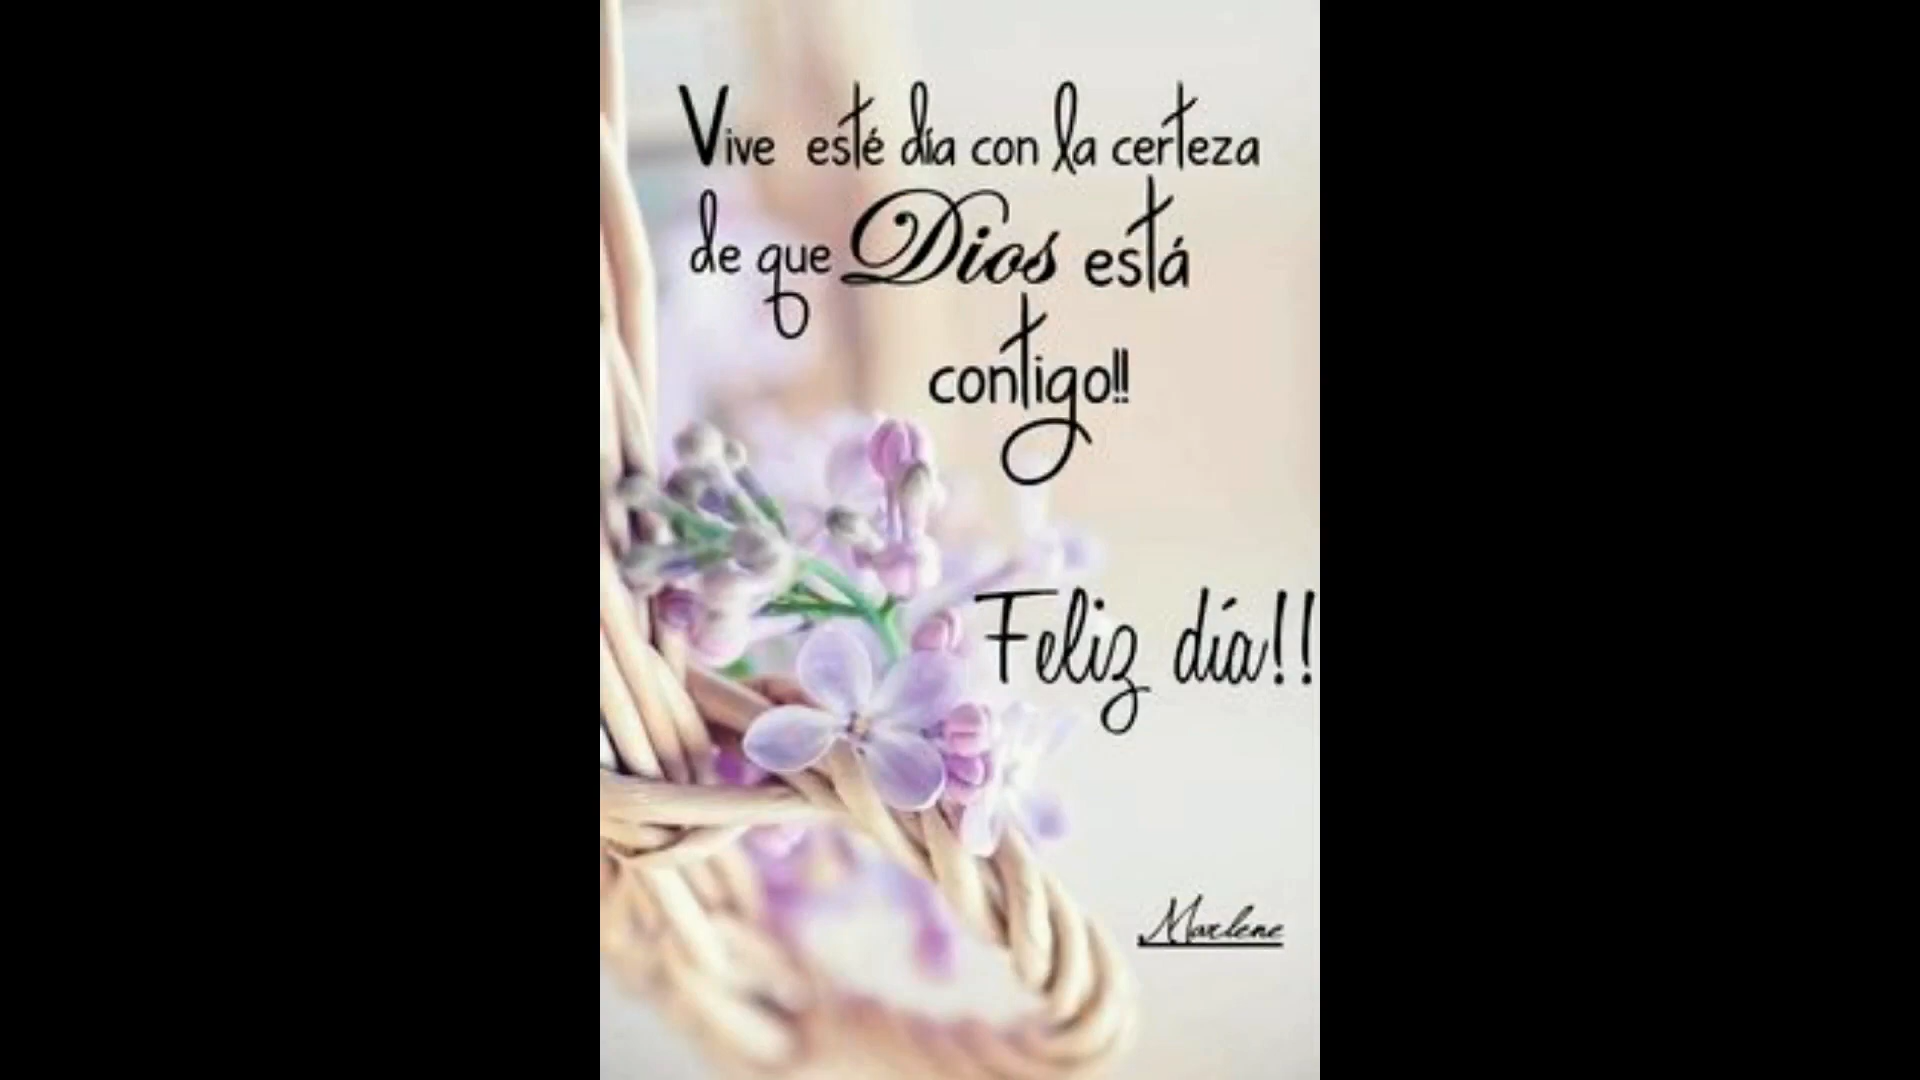 Vive esté día con la certeza
de que Dios está
contigo!!
Feliz día!!
Marlene